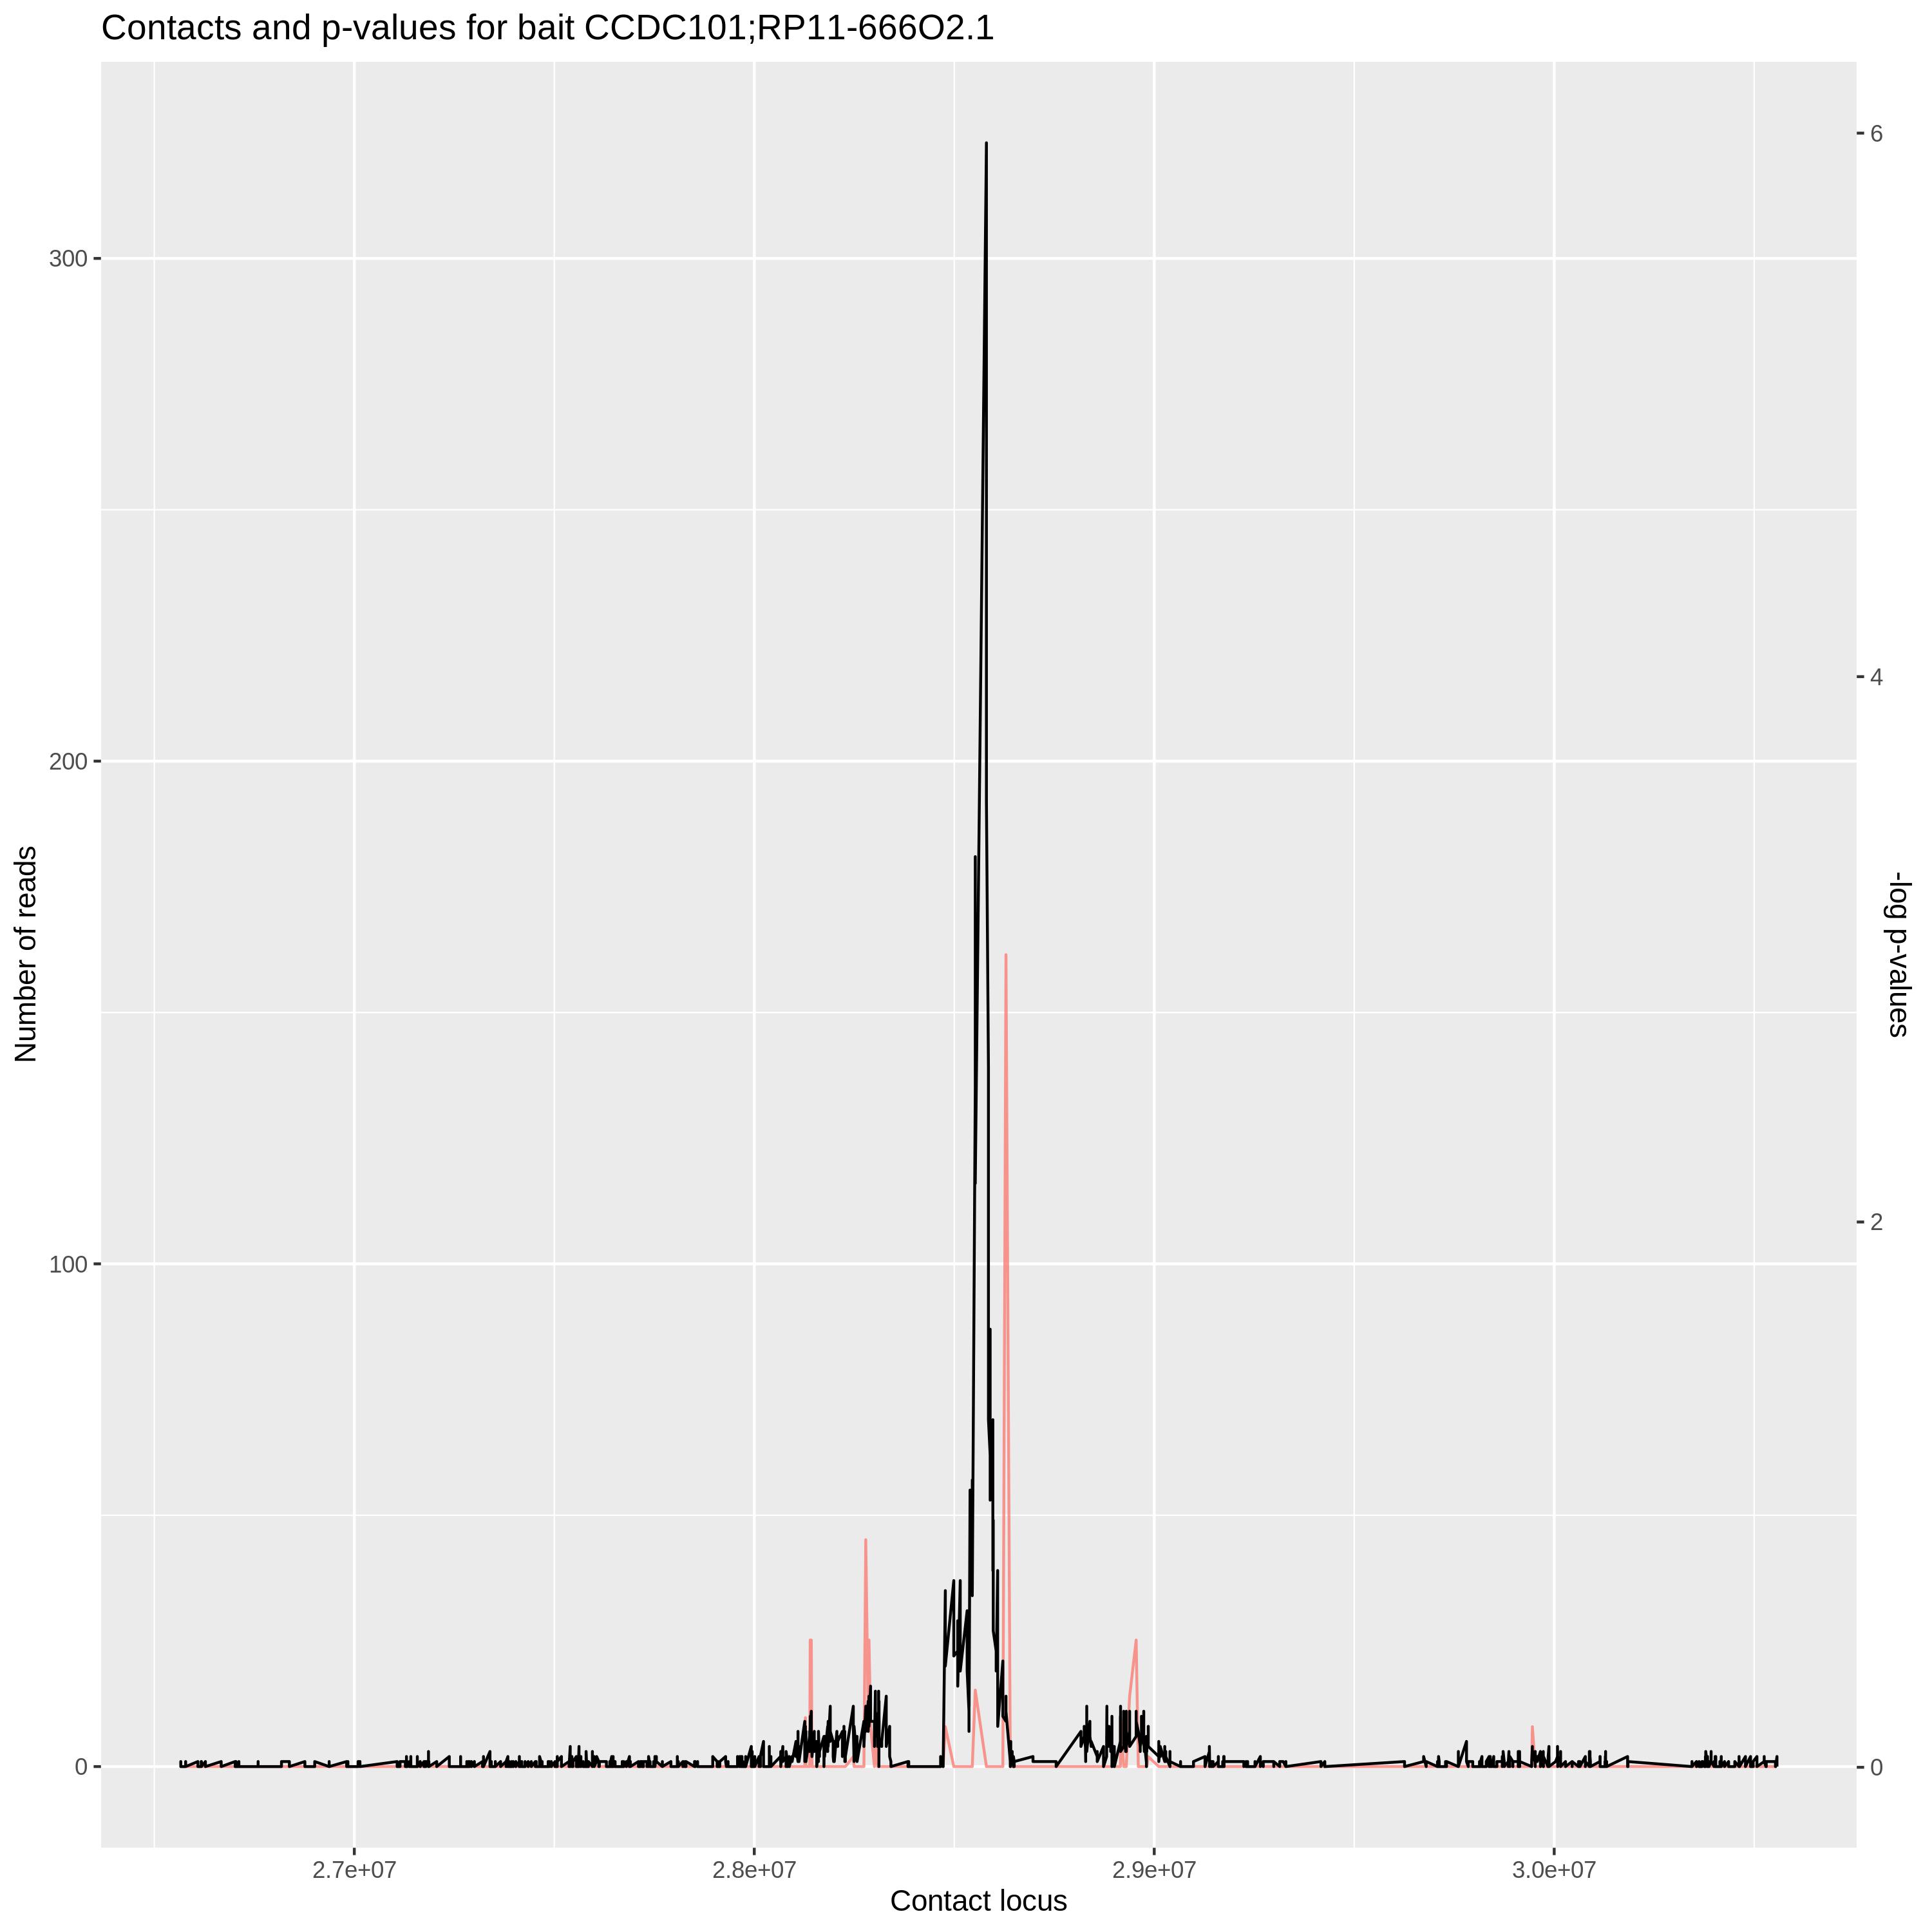 Contacts and p-values for bait CCDC101;RP11-666O2.1
300
200
100
0
6
4
2
0
Number of reads
-log p-values
2.7e+07
2.8e+07
2.9e+07
3.0e+07
Contact locus